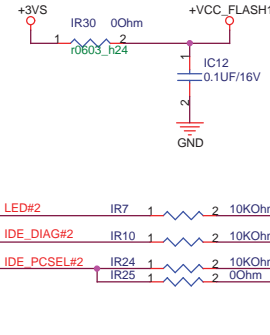 +3VS +VCC_FLASH1
IR30 0Ohm
1 2
r0603_h24
1
IC12
0.1UF/16V
2
GND
LED#2 IR7 1 2 10KOhm
IDE_DIAG#2 IR10 1 2 10KOhm
IDE_PCSEL#2 IR24 1 2 10KOhm
IR25 1 2 0Ohm